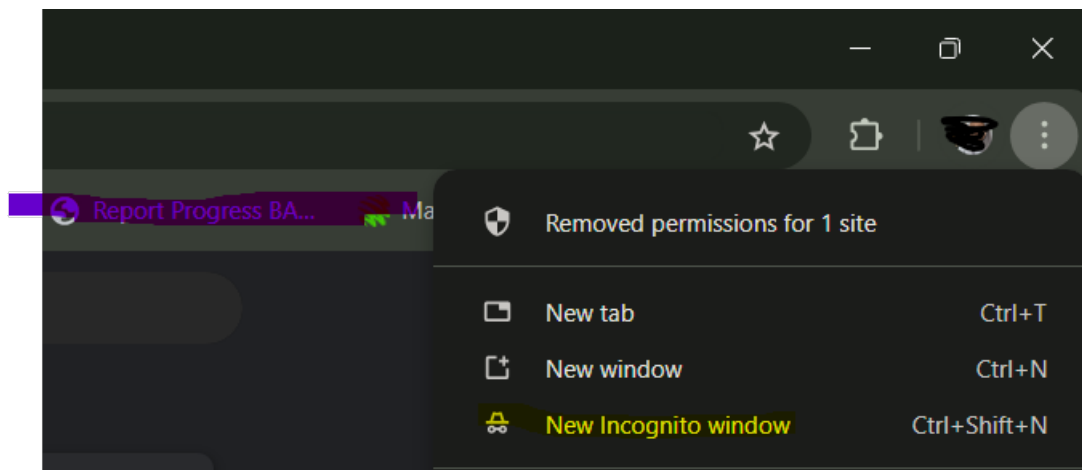 Report Progress BA... Ma
Removed permissions for 1 site
New tab Ctrl+T
New window Ctrl+N
New Incognito window Ctrl+Shift+N